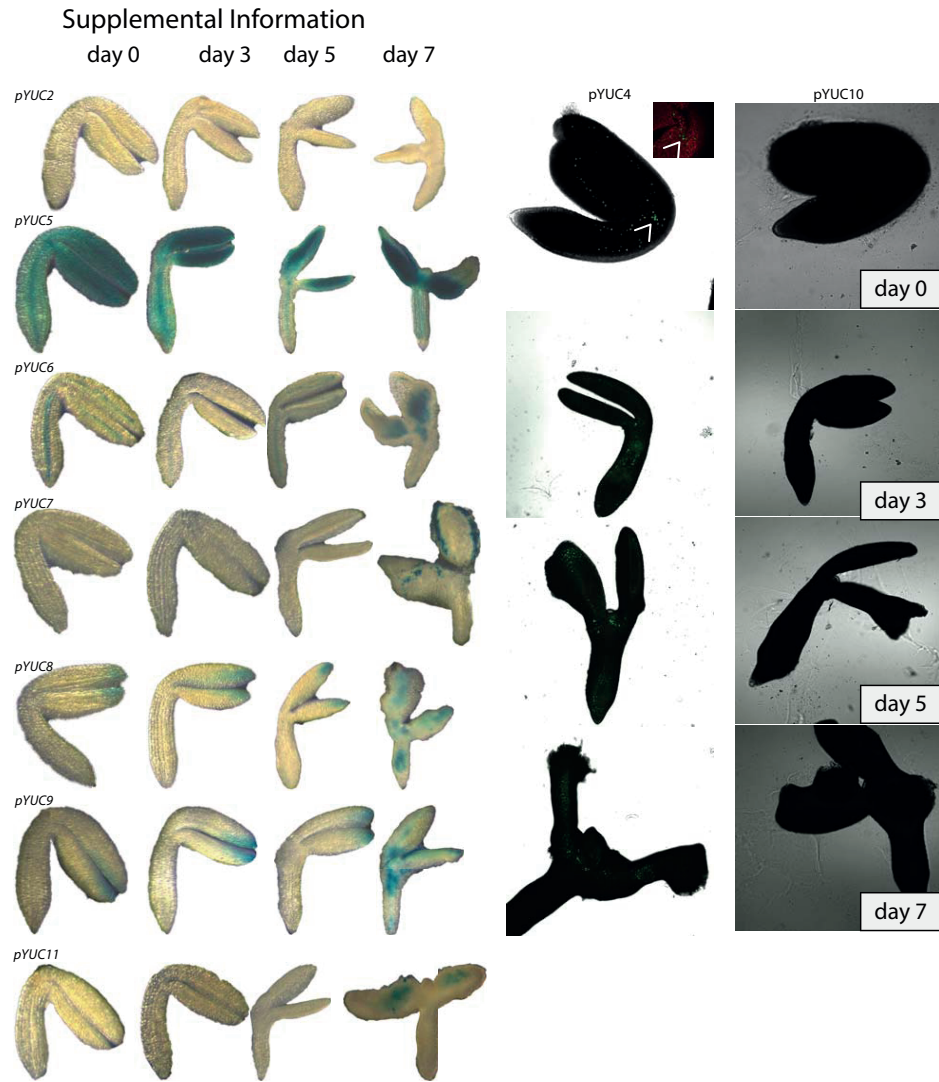 Supplemental Information
day 0 day 3 day 5 day 7
pYUC2
pYUC5
pYUC6
pYUC7
pYUC8
pYUC9
pYUC11
pYUC4
pYUC10
day 0
day 3
day 5
day 7